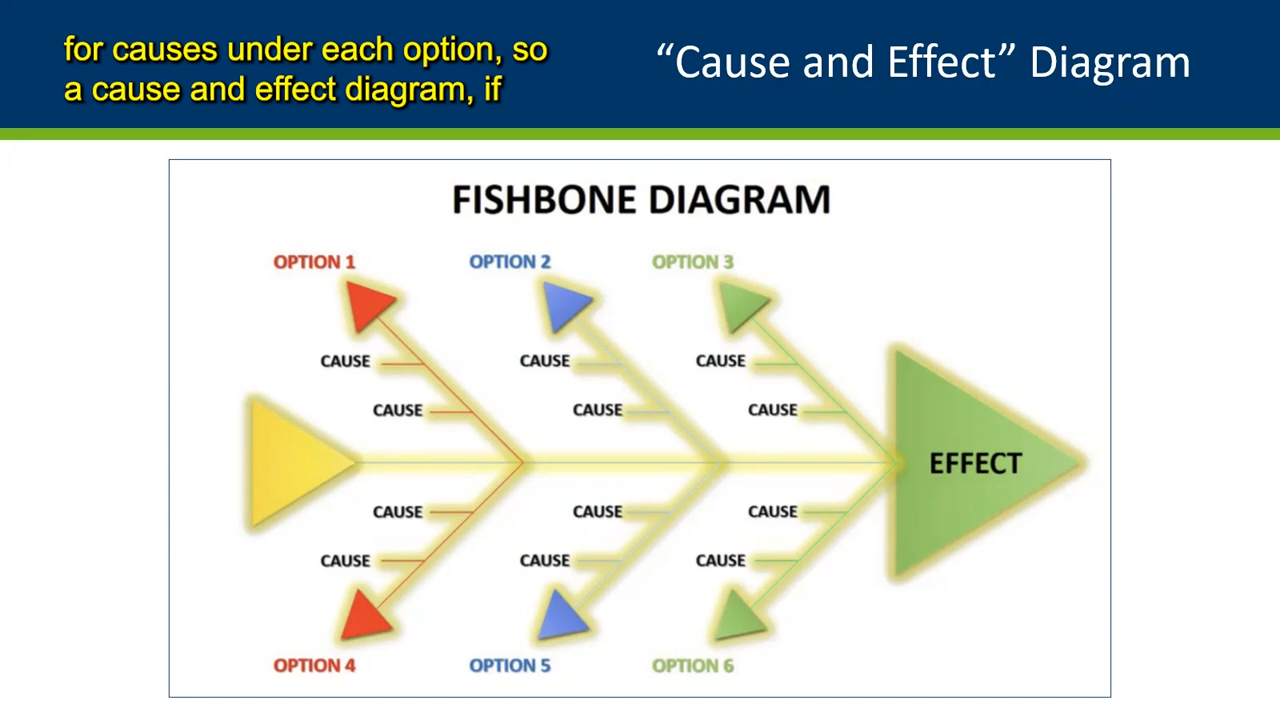 for causes under each option, so
a cause and effect diagram, if
“Cause and Effect” Diagram
FISHBONE DIAGRAM
OPTION 1 OPTION 2 OPTION 3
CAUSE CAUSE CAUSE
CAUSE CAUSE CAUSE
EFFECT
CAUSE CAUSE CAUSE
CAUSE CAUSE CAUSE
OPTION 4 OPTION 5 OPTION 6